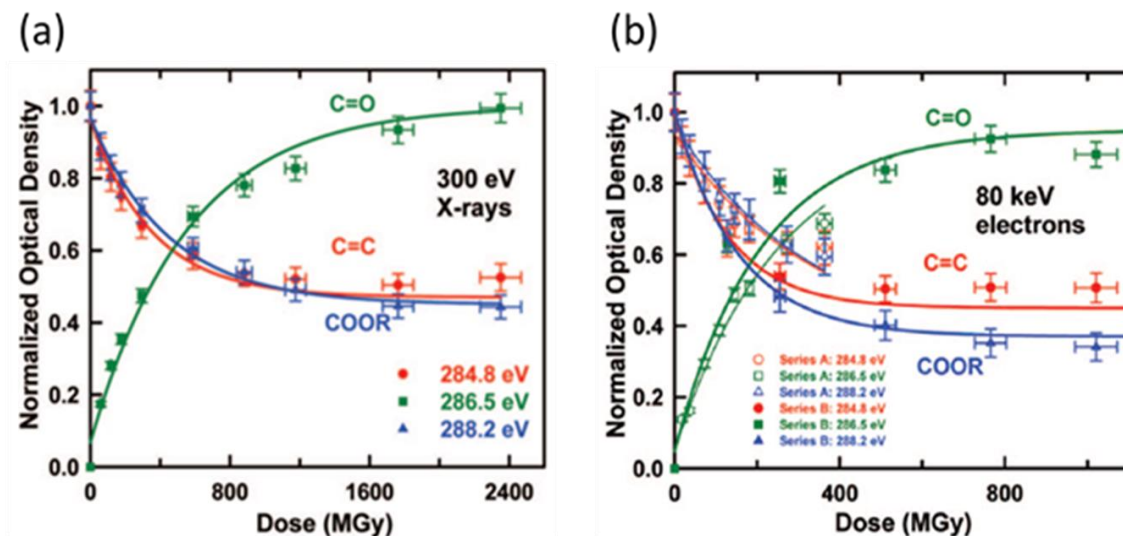 (a)
Normalized Optical Density
1.0
0.8
0.6
0.4
0.2
0.0
C=O
300 eV
X-rays
C=C
COOR
284.8 eV
286.5 eV
288.2 eV
0
800
1600
2400
Dose (MGy)
(b)
Normalized Optical Density
1.0
0.8
0.6
0.4
0.2
0.0
C=O
80 keV
electrons
C=C
COOR
Series A: 284.8 eV
Series A: 286.5 eV
Series A: 288.2 eV
Series B: 284.8 eV
Series B: 286.5 eV
Series B: 288.2 eV
0
400
800
Dose (MGy)